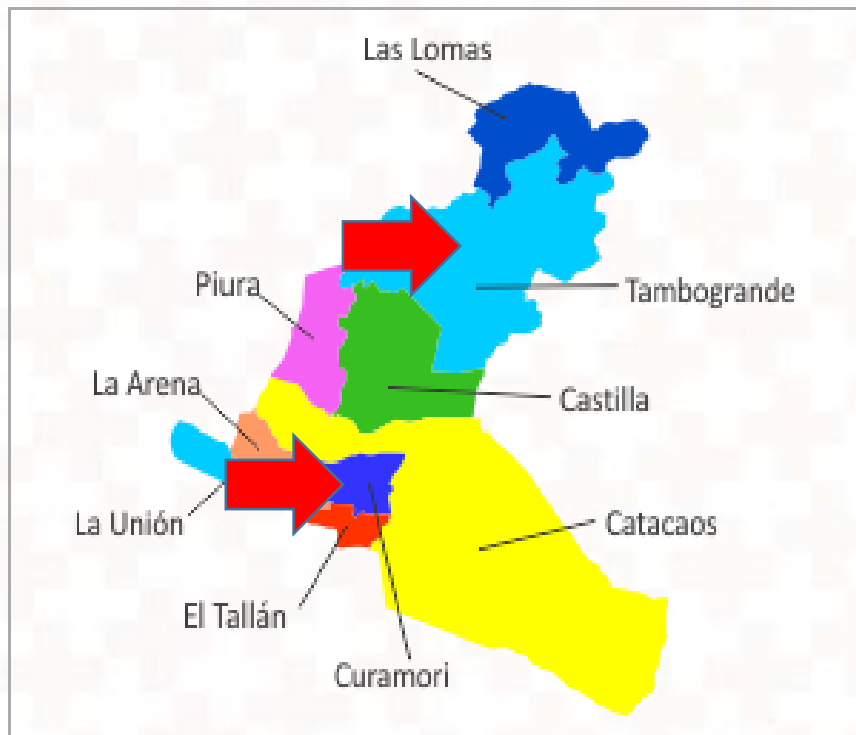 Las Lomas
Piura
Tambogrande
La Arena
Castilla
La Unión
Catacaos
El Tallán
Curamori